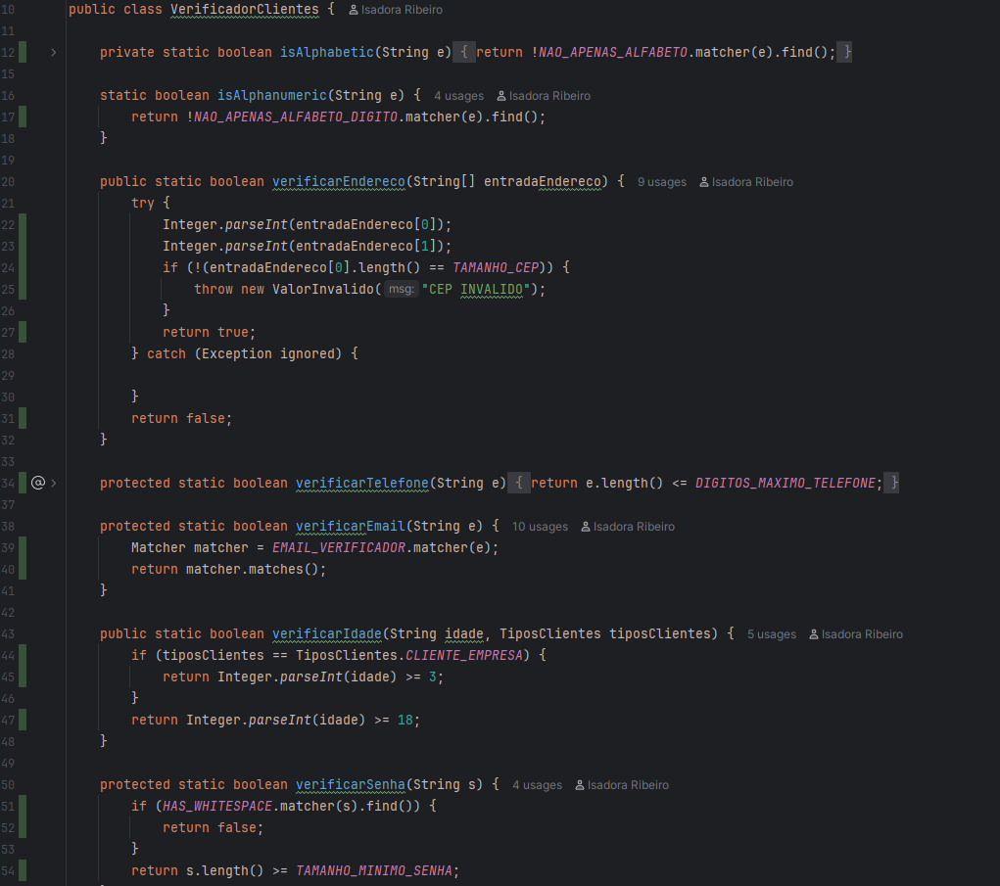 10 public class VerificadorClientes { Isadora Ribeiro
11
12 private static boolean isAlphabetic(String e) { return !NAO_APENAS_ALFABETO.matcher(e).find(); }
15
16 static boolean isAlphanumeric(String e) { 4 usages Isadora Ribeiro
17 return !NAO_APENAS_ALFABETO_DIGITO.matcher(e).find();
18 }
19
20 public static boolean verificarEndereco(String[] entradaEndereco) { 9 usages Isadora Ribeiro
21 try {
22 Integer.parseInt(entradaEndereco[0]);
23 Integer.parseInt(entradaEndereco[1]);
24 if (!(entradaEndereco[0].length() == TAMANHO_CEP)) {
25 throw new ValorInvalido( msg: "CEP INVALIDO");
26 }
27 return true;
28 } catch (Exception ignored) {
29
30 }
31 return false;
32 }
33
34 @ protected static boolean verificarTelefone(String e) { return e.length() <= DIGITOS_MAXIMO_TELEFONE; }
37
38 protected static boolean verificarEmail(String e) { 10 usages Isadora Ribeiro
39 Matcher matcher = EMAIL_VERIFICADOR.matcher(e);
40 return matcher.matches();
41 }
42
43 public static boolean verificarIdade(String idade, TiposClientes tiposClientes) { 5 usages Isadora Ribeiro
44 if (tiposClientes == TiposClientes.CLIENTE_EMPRESA) {
45 return Integer.parseInt(idade) >= 3;
46 }
47 return Integer.parseInt(idade) >= 18;
48 }
49
50 protected static boolean verificarSenha(String s) { 4 usages Isadora Ribeiro
51 if (HAS_WHITESPACE.matcher(s).find()) {
52 return false;
53 }
54 return s.length() >= TAMANHO_MINIMO_SENHA;